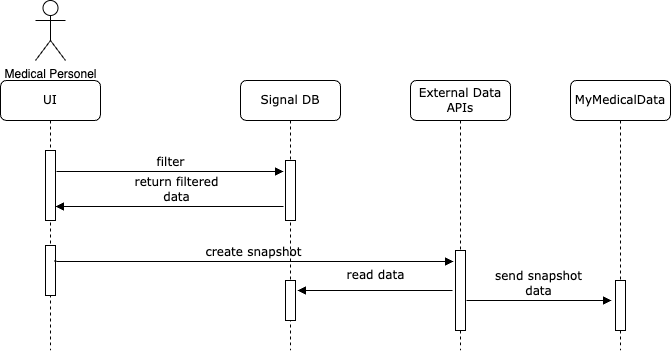 Medical Personel
UI
Signal DB
External Data
APIs
MyMedicalData
filter
return filtered
data
create snapshot
read data
send snapshot
data